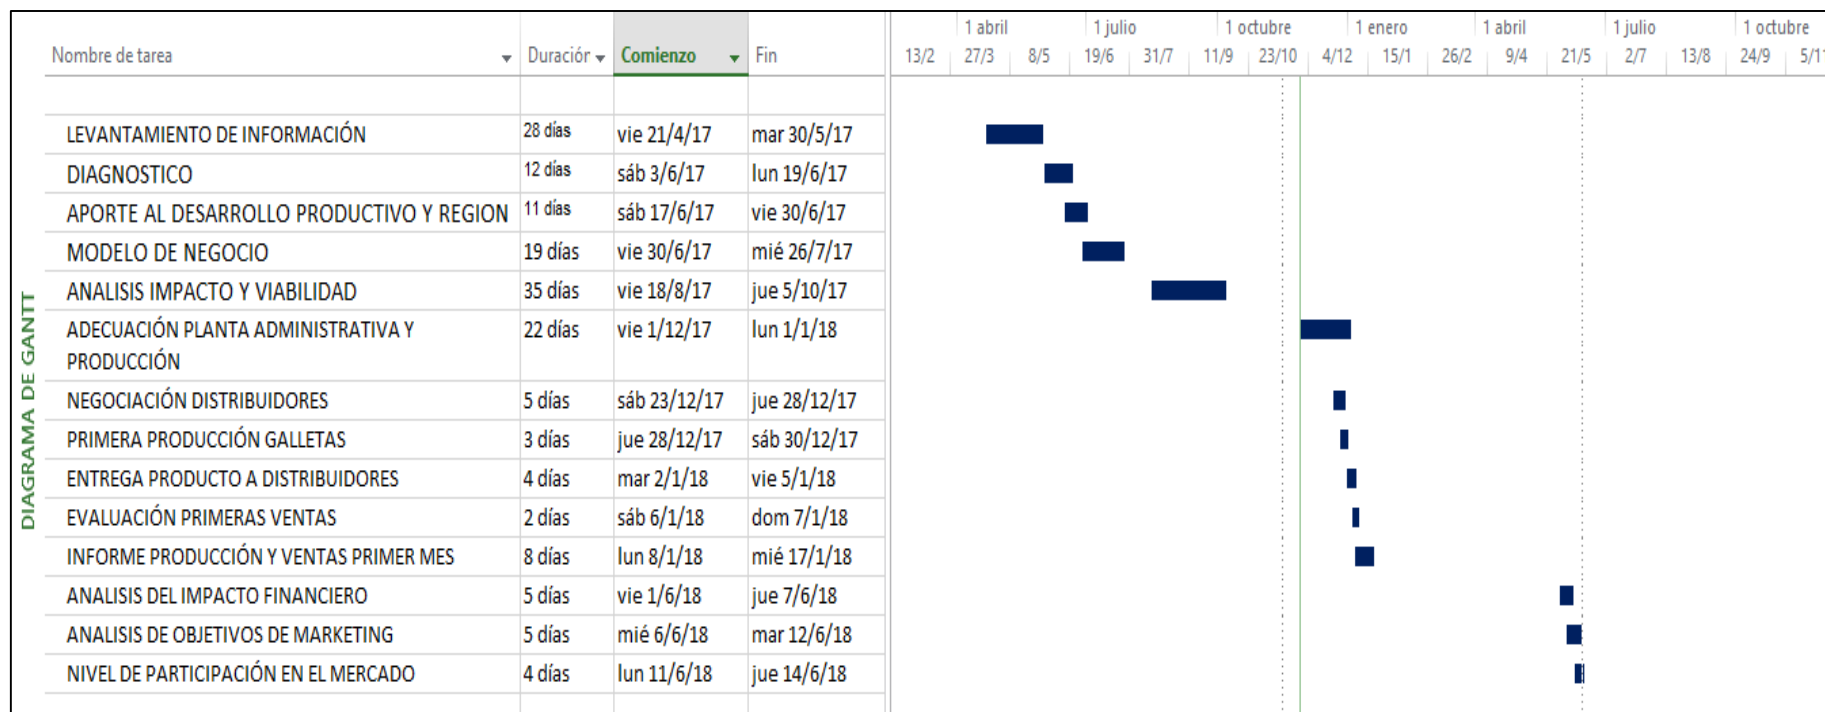 1 abril 1 julio 1 octubre 1 enero 1 abril 1 julio 1 octubre
Nombre de tarea Duración Comienzo Fin 13/2 27/3 8/5 19/6 31/7 11/9 23/10 4/12 15/1 26/2 9/4 21/5 2/7 13/8 24/9 5/11
LEVANTAMIENTO DE INFORMACIÓN 28 días vie 21/4/17 mar 30/5/17
DIAGNOSTICO 12 días sáb 3/6/17 lun 19/6/17
APORTE AL DESARROLLO PRODUCTIVO Y REGION 11 días sáb 17/6/17 vie 30/6/17
MODELO DE NEGOCIO 19 días vie 30/6/17 mié 26/7/17
ANALISIS IMPACTO Y VIABILIDAD 35 días vie 18/8/17 jue 5/10/17
ADECUACIÓN PLANTA ADMINISTRATIVA Y 22 días vie 1/12/17 lun 1/1/18
PRODUCCIÓN
NEGOCIACIÓN DISTRIBUIDORES 5 días sáb 23/12/17 jue 28/12/17
PRIMERA PRODUCCIÓN GALLETAS 3 días jue 28/12/17 sáb 30/12/17
ENTREGA PRODUCTO A DISTRIBUIDORES 4 días mar 2/1/18 vie 5/1/18
EVALUACIÓN PRIMERAS VENTAS 2 días sáb 6/1/18 dom 7/1/18
INFORME PRODUCCIÓN Y VENTAS PRIMER MES 8 días lun 8/1/18 mié 17/1/18
ANALISIS DEL IMPACTO FINANCIERO 5 días vie 1/6/18 jue 7/6/18
ANALISIS DE OBJETIVOS DE MARKETING 5 días mié 6/6/18 mar 12/6/18
NIVEL DE PARTICIPACIÓN EN EL MERCADO 4 días lun 11/6/18 jue 14/6/18
DIAGRAMA DE GANTT